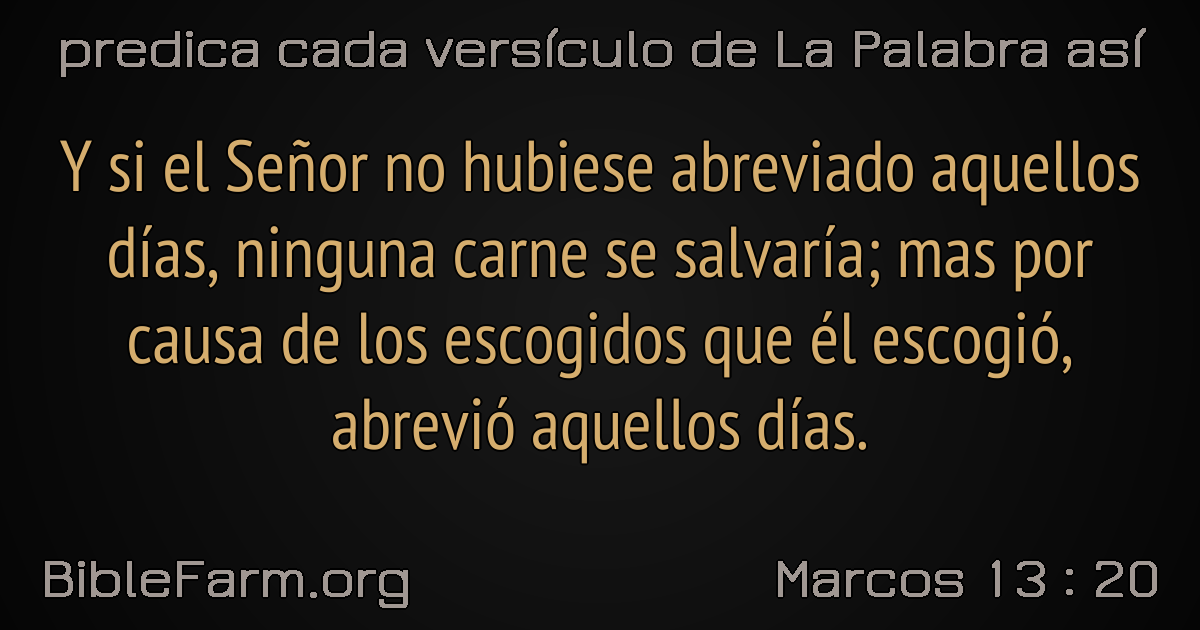 predica cada versículo de La Palabra así
Y si el Señor no hubiese abreviado aquellos
días, ninguna carne se salvaría; mas por
causa de los escogidos que él escogió,
abrevió aquellos días.
BibleFarm.org
Marcos 13 : 20